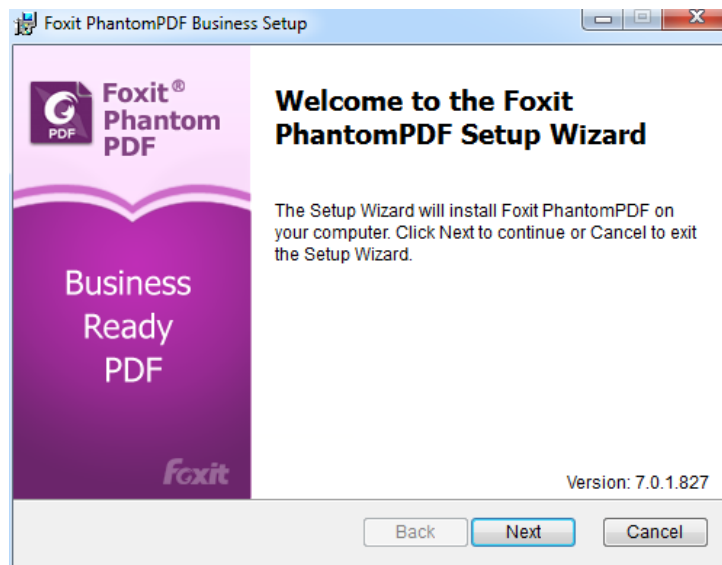 Foxit PhantomPDF Business Setup
Foxit®
Phantom
PDF
PDF
Business
Ready
PDF
Foxit
Welcome to the Foxit
PhantomPDF Setup Wizard
The Setup Wizard will install Foxit PhantomPDF on
your computer. Click Next to continue or Cancel to exit
the Setup Wizard.
Version: 7.0.1.827
Back
Next
Cancel